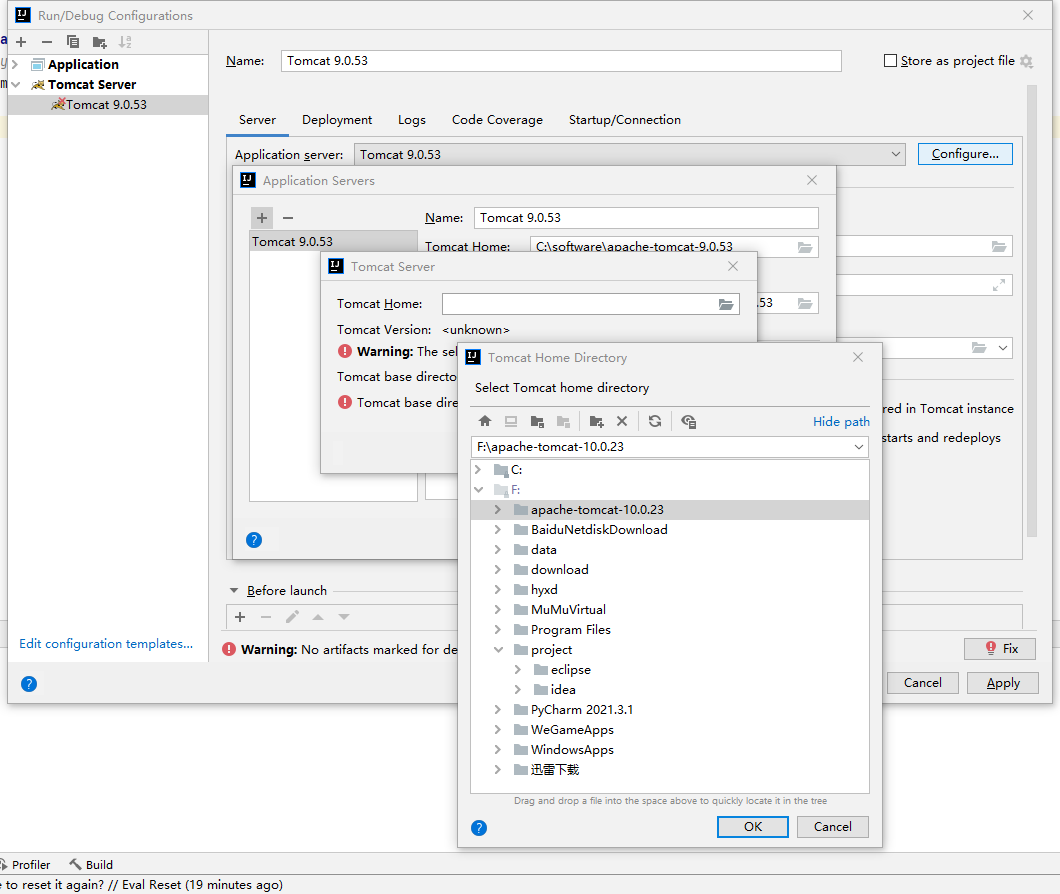 Run/Debug Configurations
Application
Tomcat Server
Tomcat 9.0.53
Name: Tomcat 9.0.53
Store as project file
Server Deployment Logs Code Coverage Startup/Connection
Application server: Tomcat 9.0.53 Configure...
Application Servers
Name: Tomcat 9.0.53
Tomcat 9.0.53
Tomcat Home: C:\software\apache-tomcat-9.0.53
.53
Tomcat Server
Tomcat Home:
Tomcat Version: <unknown>
Warning: The sel
Tomcat base directo
Tomcat base dire
red in Tomcat instance
starts and redeploys
Tomcat Home Directory
Select Tomcat home directory
Hide path
F:\apache-tomcat-10.0.23
C:
F:
apache-tomcat-10.0.23
BaiduNetdiskDownload
data
download
hyxd
MuMuVirtual
Program Files
project
eclipse
idea
PyCharm 2021.3.1
WeGameApps
WindowsApps
迅雷下载
Drag and drop a file into the space above to quickly locate it in the tree
OK Cancel
Before launch
Edit configuration templates...
Warning: No artifacts marked for de
Fix
Cancel Apply
Profiler Build
e to reset it again? // Eval Reset (19 minutes ago)